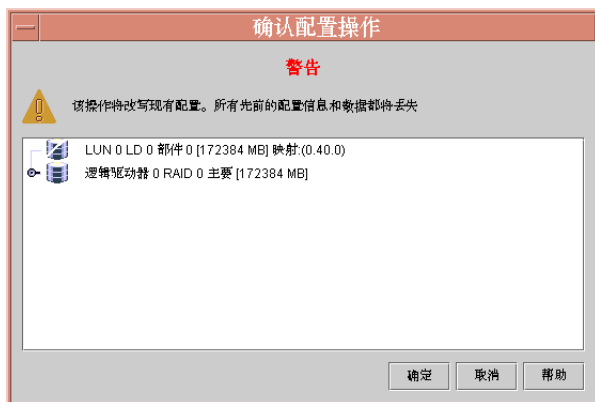 确认配置操作
警告
该操作将改写现有配置。所有先前的配置信息和数据都将丢失
LUN 0 LD 0 部件 0 [172384 MB] 映射:(0.40.0)
逻辑驱动器 0 RAID 0 主要 [172384 MB]
确定 取消 帮助